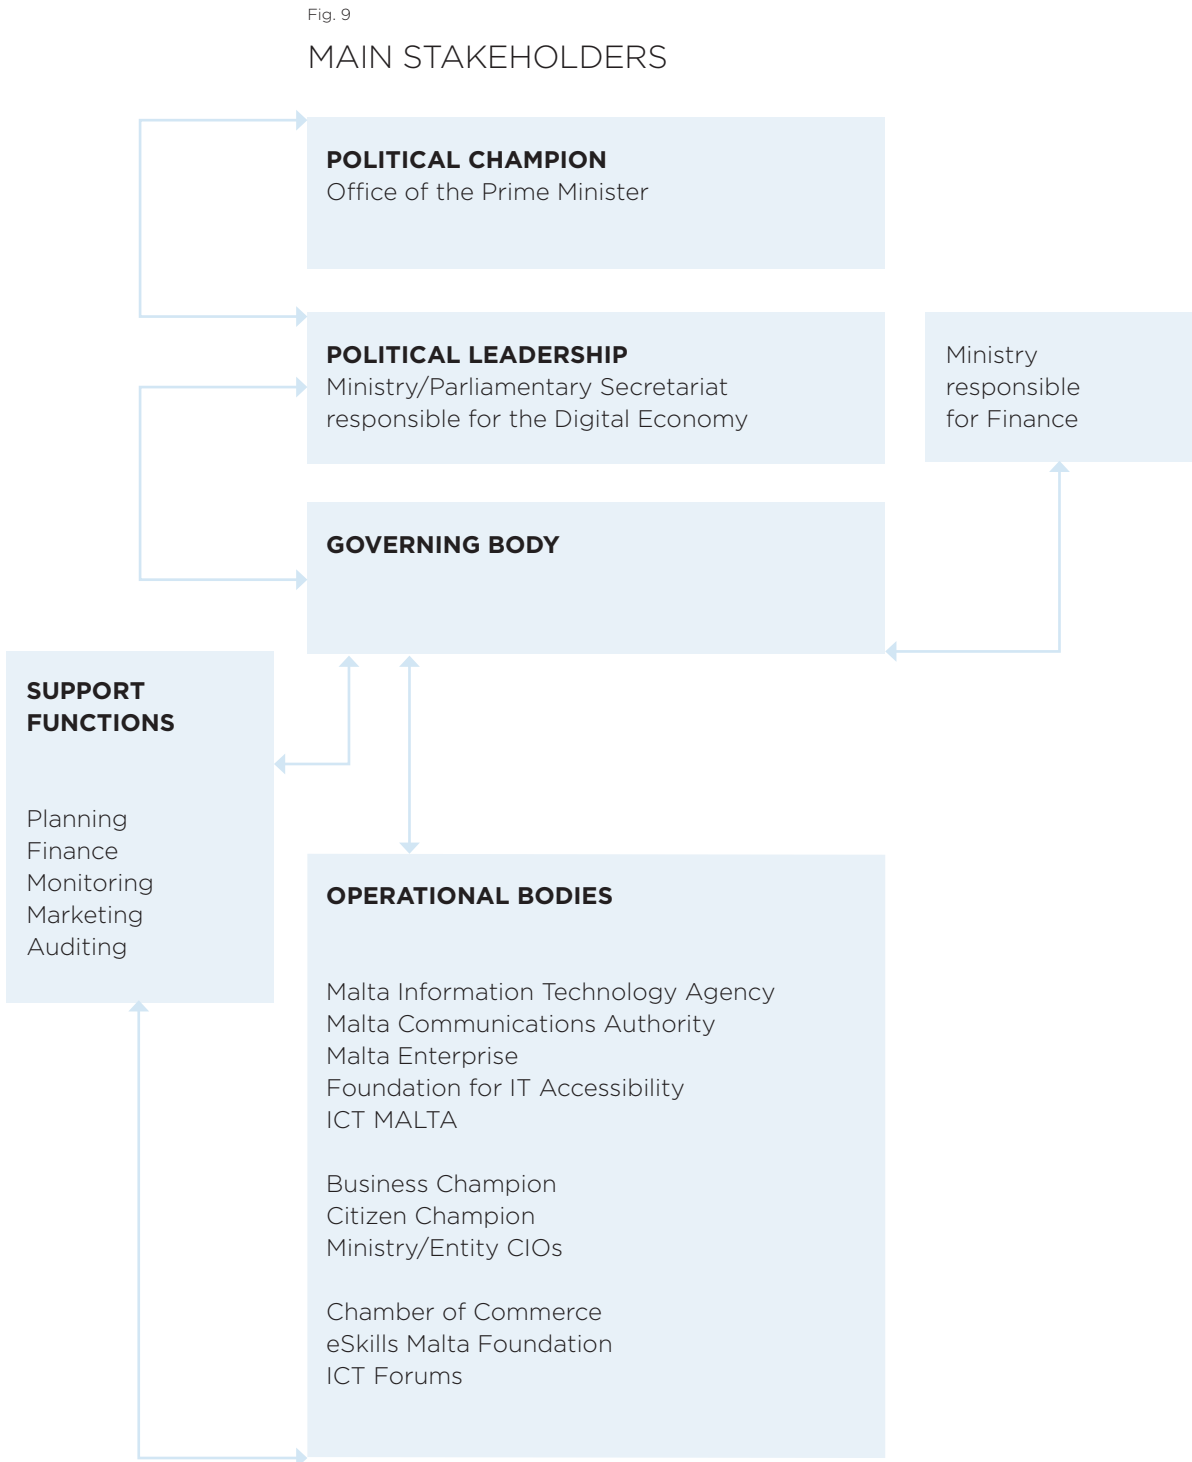 Fig. 9
MAIN STAKEHOLDERS
POLITICAL CHAMPION
Office of the Prime Minister
POLITICAL LEADERSHIP
Ministry/Parliamentary Secretariat
responsible for the Digital Economy
Ministry
responsible
for Finance
GOVERNING BODY
SUPPORT
FUNCTIONS
Planning
Finance
Monitoring
Marketing
Auditing
OPERATIONAL BODIES
Malta Information Technology Agency
Malta Communications Authority
Malta Enterprise
Foundation for IT Accessibility
ICT MALTA
Business Champion
Citizen Champion
Ministry/Entity CIOs
Chamber of Commerce
eSkills Malta Foundation
ICT Forums